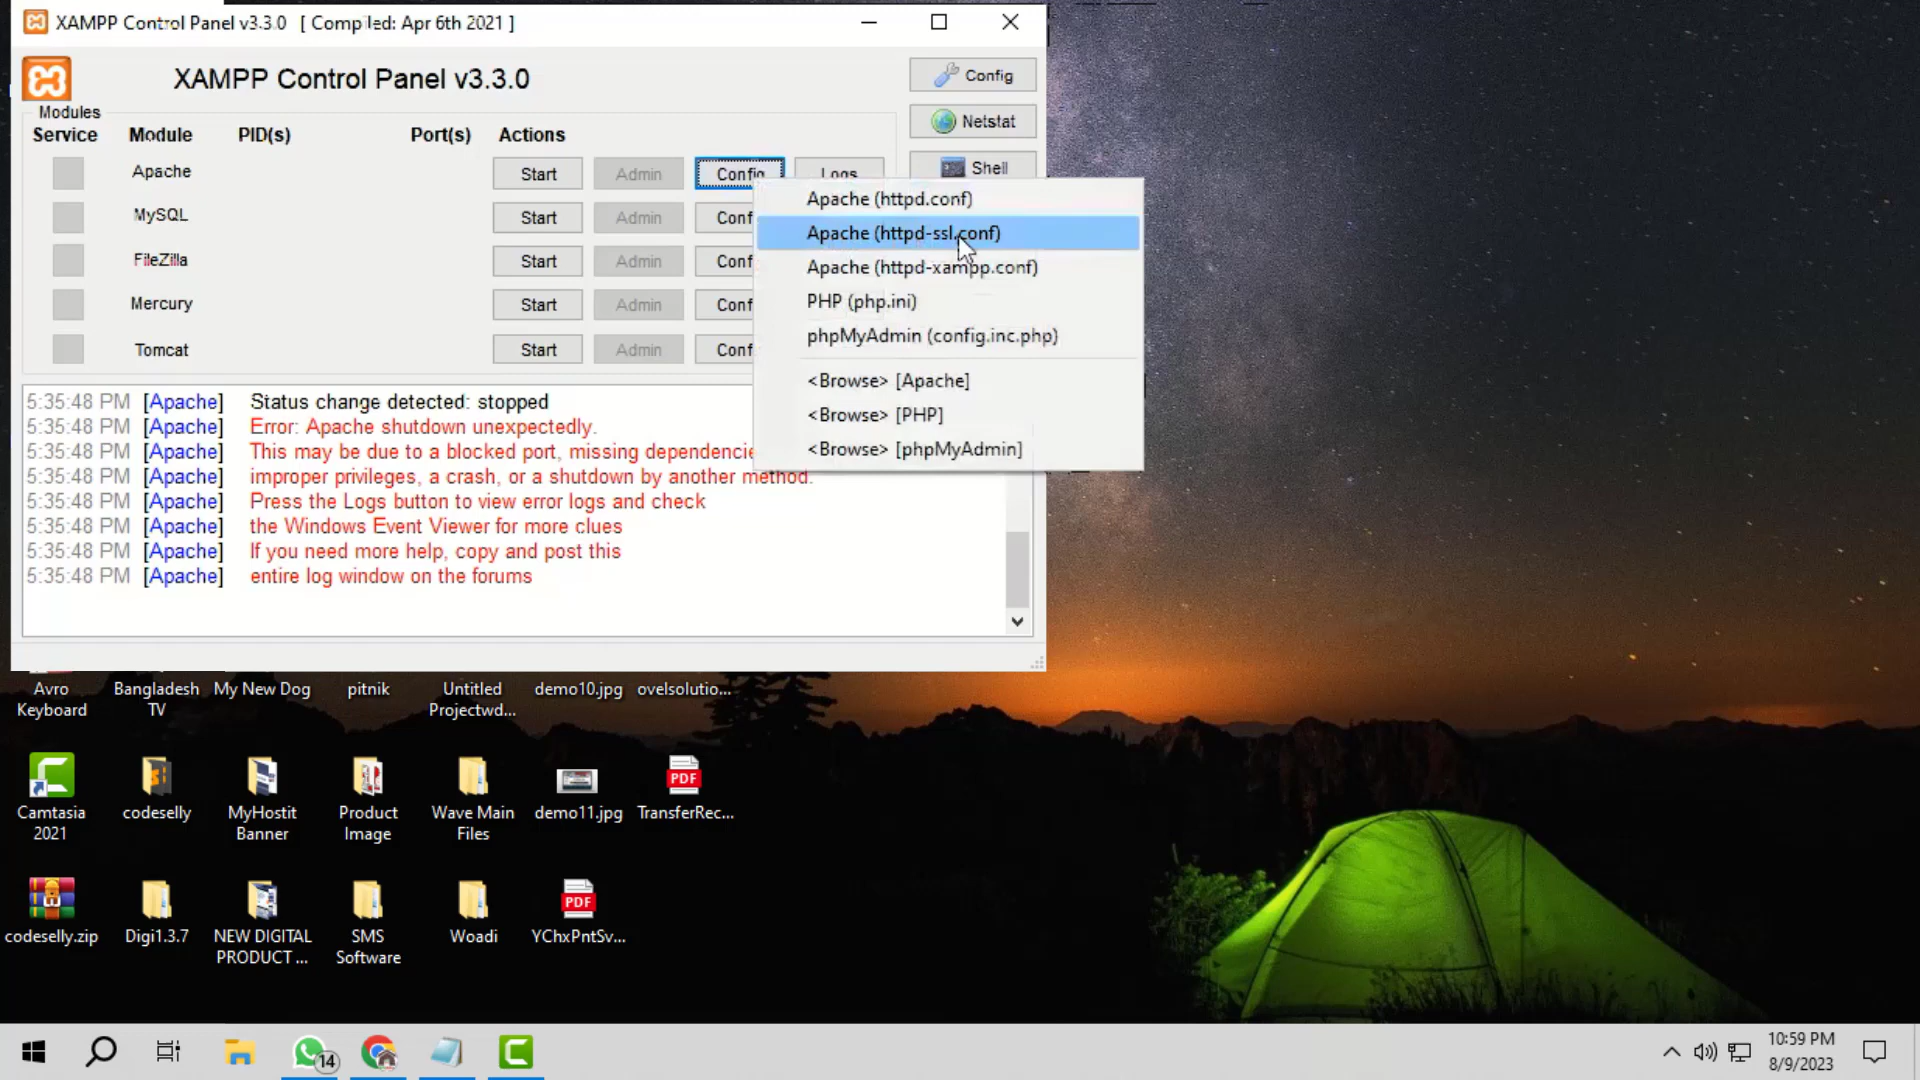 XAMPP Control Panel v3.3.0 [ Compiled: Apr 6th 2021 ]
XAMPP Control Panel v3.3.0
Config
Modules
Service Module PID(s) Port(s) Actions
Netstat
Apache Start Admin Config Logs
Shell
MySQL Start Admin Conf
FileZilla Start Admin Conf
Mercury Start Admin Conf
Tomcat Start Admin Conf
Apache (httpd.conf)
Apache (httpd-ssl.conf)
Apache (httpd-xampp.conf)
PHP (php.ini)
phpMyAdmin (config.inc.php)
<Browse> [Apache]
<Browse> [PHP]
<Browse> [phpMyAdmin]
5:35:48 PM [Apache] Status change detected: stopped
5:35:48 PM [Apache] Error: Apache shutdown unexpectedly.
5:35:48 PM [Apache] This may be due to a blocked port, missing dependencie
5:35:48 PM [Apache] improper privileges, a crash, or a shutdown by another method.
5:35:48 PM [Apache] Press the Logs button to view error logs and check
5:35:48 PM [Apache] the Windows Event Viewer for more clues
5:35:48 PM [Apache] If you need more help, copy and post this
5:35:48 PM [Apache] entire log window on the forums
Avro Bangladesh My New Dog pitnik Untitled demo10.jpg ovelsolutio...
Keyboard TV Projectwd...
PDF
Camtasia codeselly MyHostit Product Wave Main demo11.jpg TransferRec...
2021 Banner Image Files
PDF
codeselly.zip Digi1.3.7 NEW DIGITAL SMS Woadi YChxPntSv...
PRODUCT ... Software
14
10:59 PM
8/9/2023